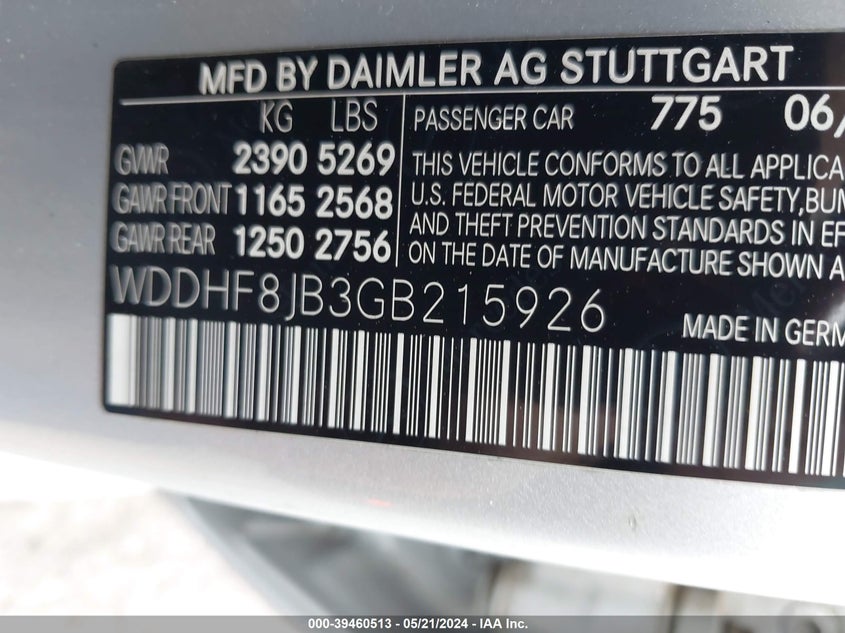 MFD BY DAIMLER AG STUTTGART
KG LBS
GVWR 2390 5269
GAWR FRONT 1165 2568
GAWR REAR 1250 2756
PASSENGER CAR 775 06/
THIS VEHICLE CONFORMS TO ALL APPLICA
U.S. FEDERAL MOTOR VEHICLE SAFETY, BUM
AND THEFT PREVENTION STANDARDS IN EF
ON THE DATE OF MANUFACTURE SHOWN A
WDDHF8JB3GB215926
MADE IN GERM
000-39460513 - 05/21/2024 - IAA Inc.